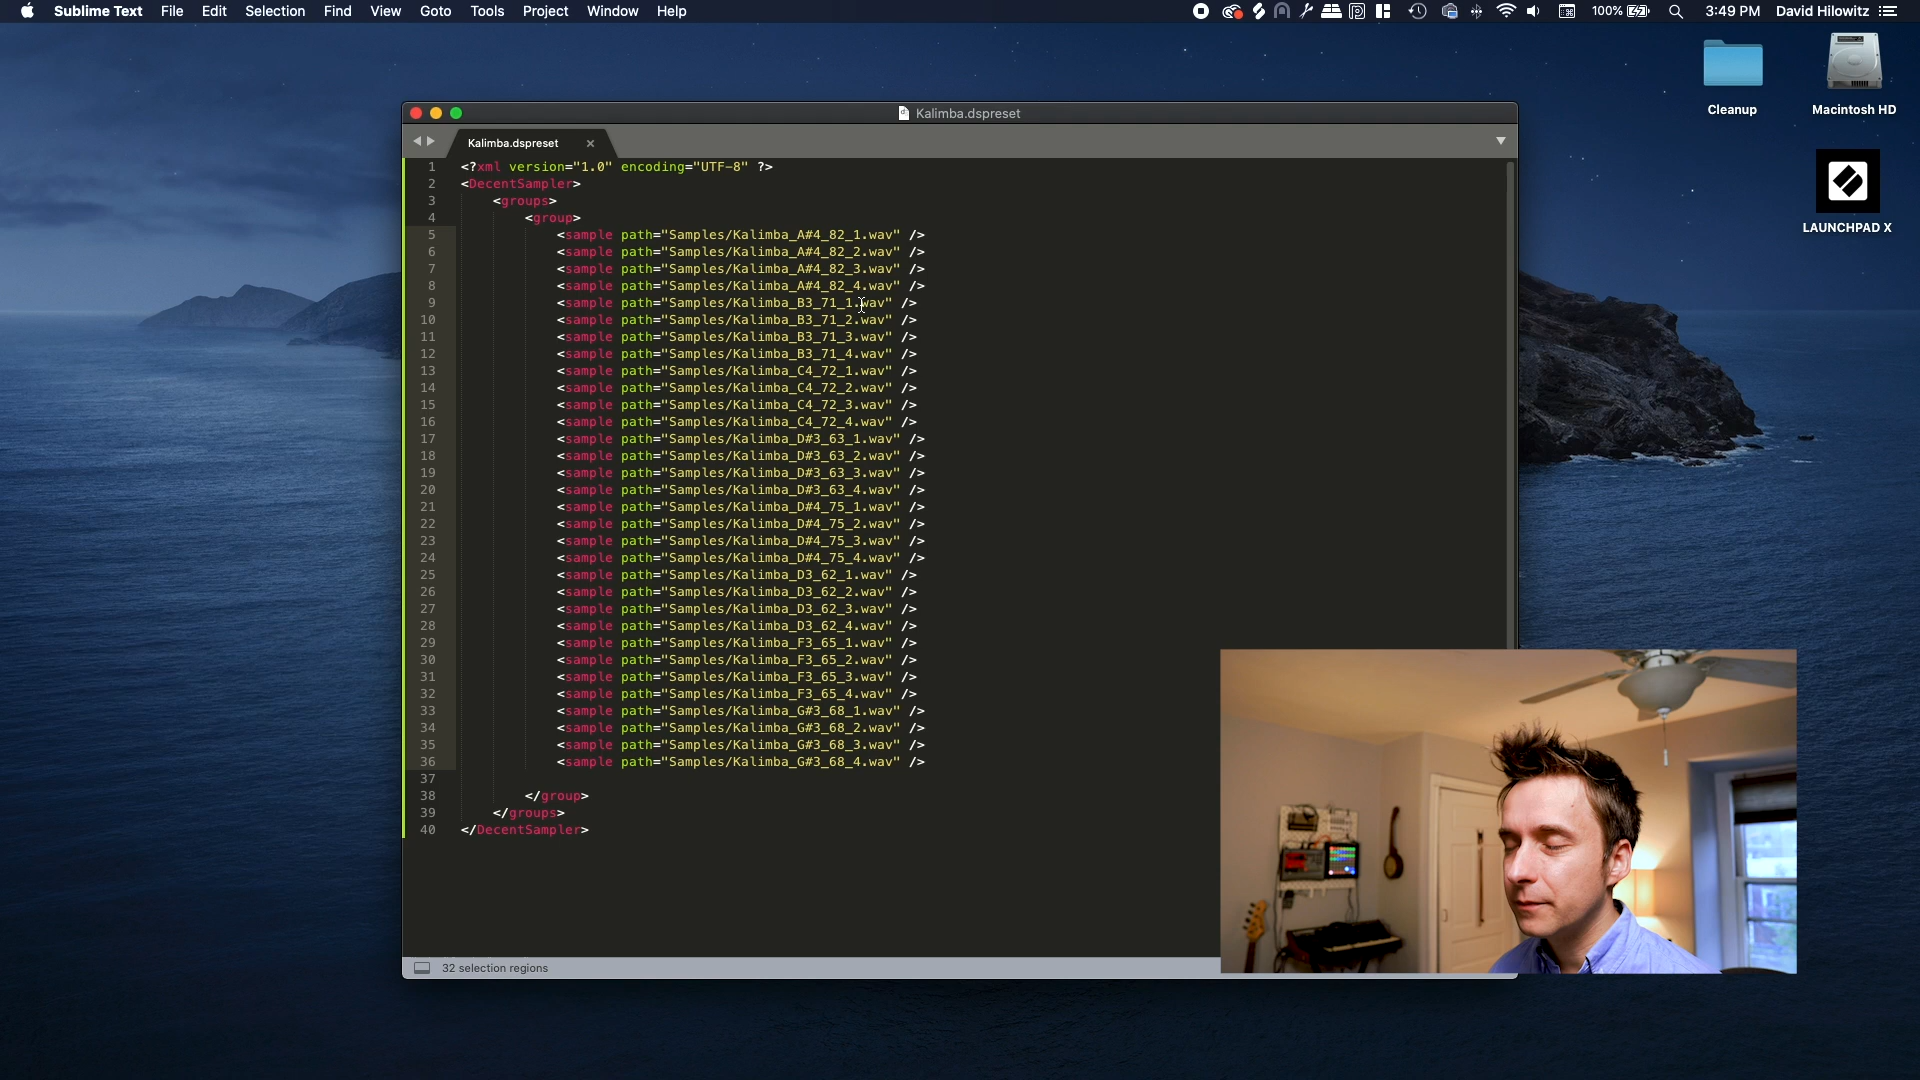 Sublime Text File Edit Selection Find View Goto Tools Project Window Help 100% 3:49 PM David Hilowitz
Cleanup
Macintosh HD
LAUNCHPAD X
Kalimba.dspreset
Kalimba.dspreset ×
1 <?xml version="1.0" encoding="UTF-8" ?>
2 <DecentSampler>
3 <groups>
4 <group>
5 <sample path="Samples/Kalimba_A#4_82_1.wav" />
6 <sample path="Samples/Kalimba_A#4_82_2.wav" />
7 <sample path="Samples/Kalimba_A#4_82_3.wav" />
8 <sample path="Samples/Kalimba_A#4_82_4.wav" />
9 <sample path="Samples/Kalimba_B3_71_1.wav" />
10 <sample path="Samples/Kalimba_B3_71_2.wav" />
11 <sample path="Samples/Kalimba_B3_71_3.wav" />
12 <sample path="Samples/Kalimba_B3_71_4.wav" />
13 <sample path="Samples/Kalimba_C4_72_1.wav" />
14 <sample path="Samples/Kalimba_C4_72_2.wav" />
15 <sample path="Samples/Kalimba_C4_72_3.wav" />
16 <sample path="Samples/Kalimba_C4_72_4.wav" />
17 <sample path="Samples/Kalimba_D#3_63_1.wav" />
18 <sample path="Samples/Kalimba_D#3_63_2.wav" />
19 <sample path="Samples/Kalimba_D#3_63_3.wav" />
20 <sample path="Samples/Kalimba_D#3_63_4.wav" />
21 <sample path="Samples/Kalimba_D#4_75_1.wav" />
22 <sample path="Samples/Kalimba_D#4_75_2.wav" />
23 <sample path="Samples/Kalimba_D#4_75_3.wav" />
24 <sample path="Samples/Kalimba_D#4_75_4.wav" />
25 <sample path="Samples/Kalimba_D3_62_1.wav" />
26 <sample path="Samples/Kalimba_D3_62_2.wav" />
27 <sample path="Samples/Kalimba_D3_62_3.wav" />
28 <sample path="Samples/Kalimba_D3_62_4.wav" />
29 <sample path="Samples/Kalimba_F3_65_1.wav" />
30 <sample path="Samples/Kalimba_F3_65_2.wav" />
31 <sample path="Samples/Kalimba_F3_65_3.wav" />
32 <sample path="Samples/Kalimba_F3_65_4.wav" />
33 <sample path="Samples/Kalimba_G#3_68_1.wav" />
34 <sample path="Samples/Kalimba_G#3_68_2.wav" />
35 <sample path="Samples/Kalimba_G#3_68_3.wav" />
36 <sample path="Samples/Kalimba_G#3_68_4.wav" />
37
38 </group>
39 </groups>
40 </DecentSampler>
32 selection regions